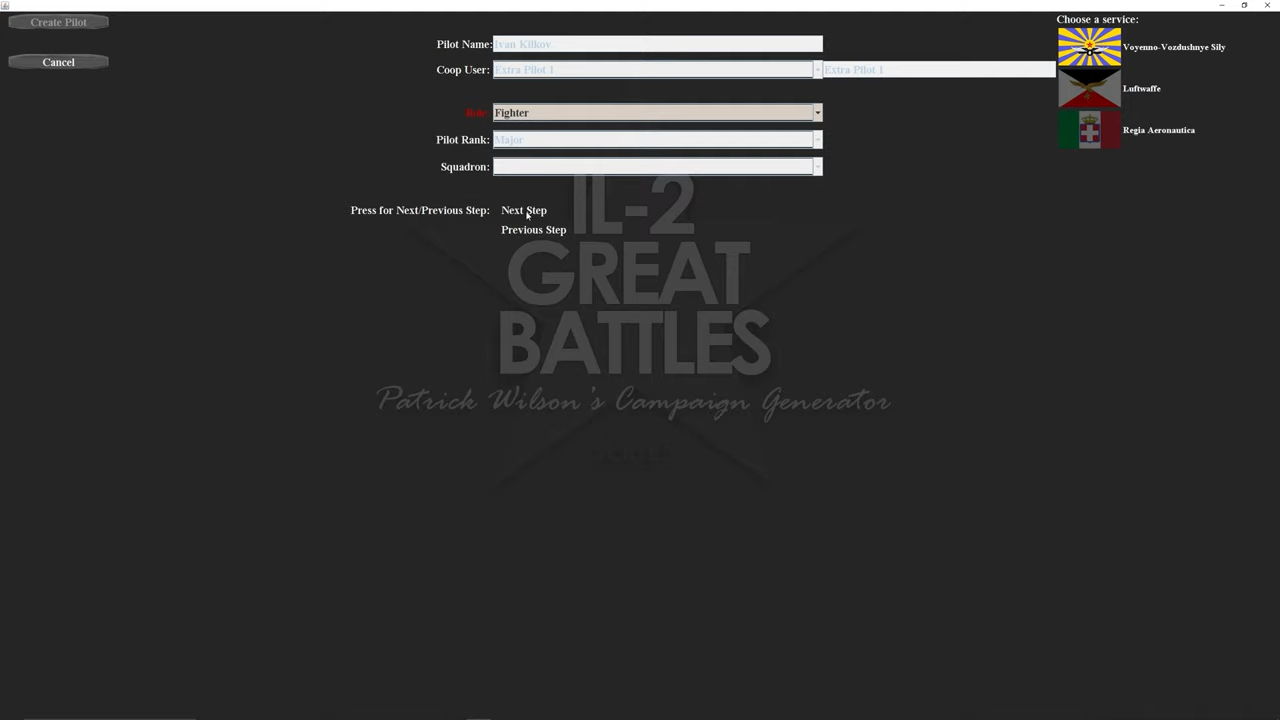 Create Pilot
Cancel
Pilot Name: Ivan Kilkov
Coop User: Extra Pilot 1 Extra Pilot 1
Role: Fighter
Pilot Rank: Major
Squadron:
Press for Next/Previous Step: Next Step
Previous Step
Choose a service:
Voyenno-Vozdushnye Sily
Luftwaffe
Regia Aeronautica
IL-2
GREAT
BATTLES
Patrick Wilson's Campaign Generator